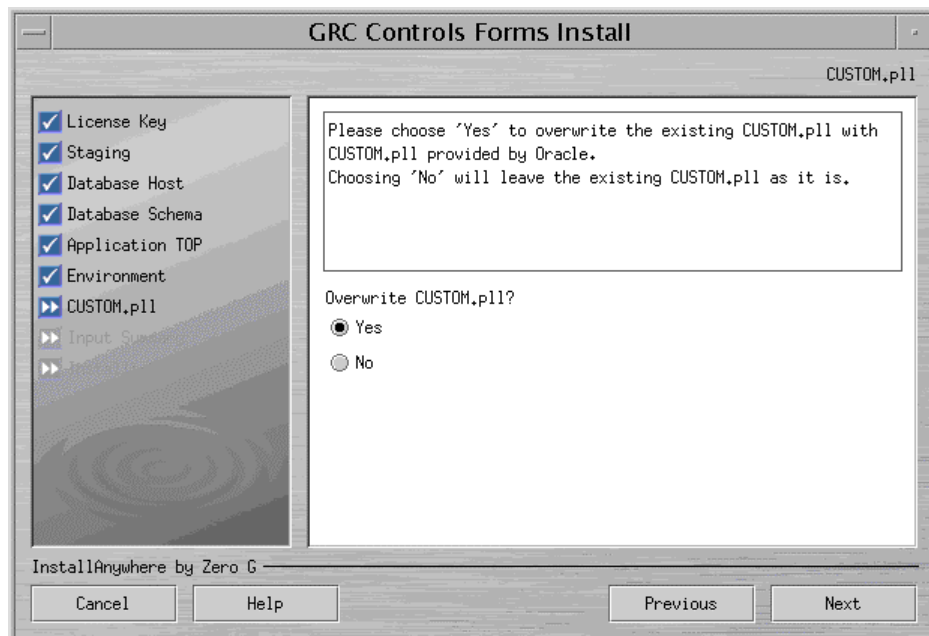 GRC Controls Forms Install
CUSTOM.pll
License Key
Staging
Database Host
Database Schema
Application TOP
Environment
CUSTOM.pll
Input Summary
Please choose 'Yes' to overwrite the existing CUSTOM.pll with
CUSTOM.pll provided by Oracle.
Choosing 'No' will leave the existing CUSTOM.pll as it is.
Overwrite CUSTOM.pll?
Yes
No
InstallAnywhere by Zero G
Cancel
Help
Previous
Next